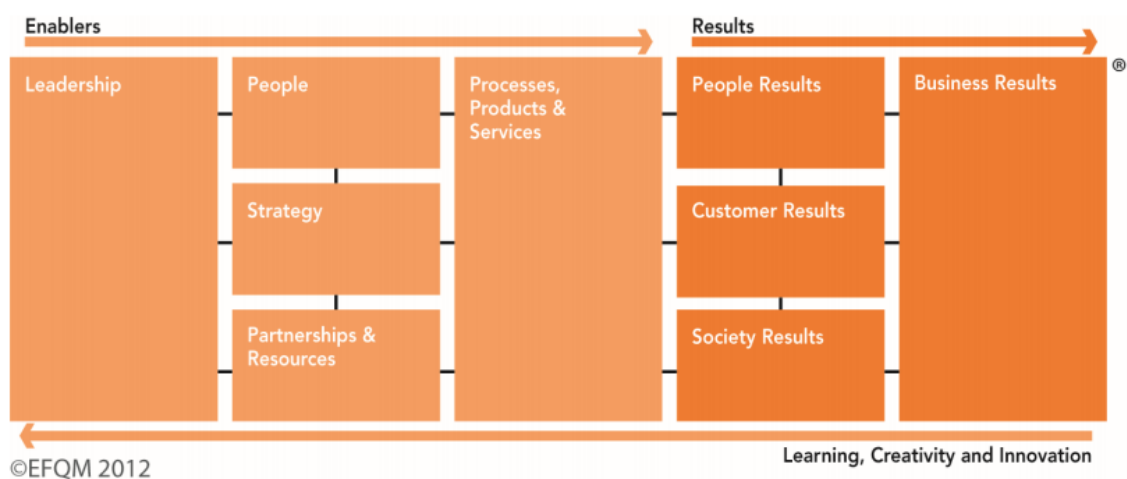 Enablers
Results
Leadership
People
Processes,
Products &
Services
People Results
Business Results
®
Strategy
Customer Results
Partnerships &
Resources
Society Results
Learning, Creativity and Innovation
©EFQM 2012